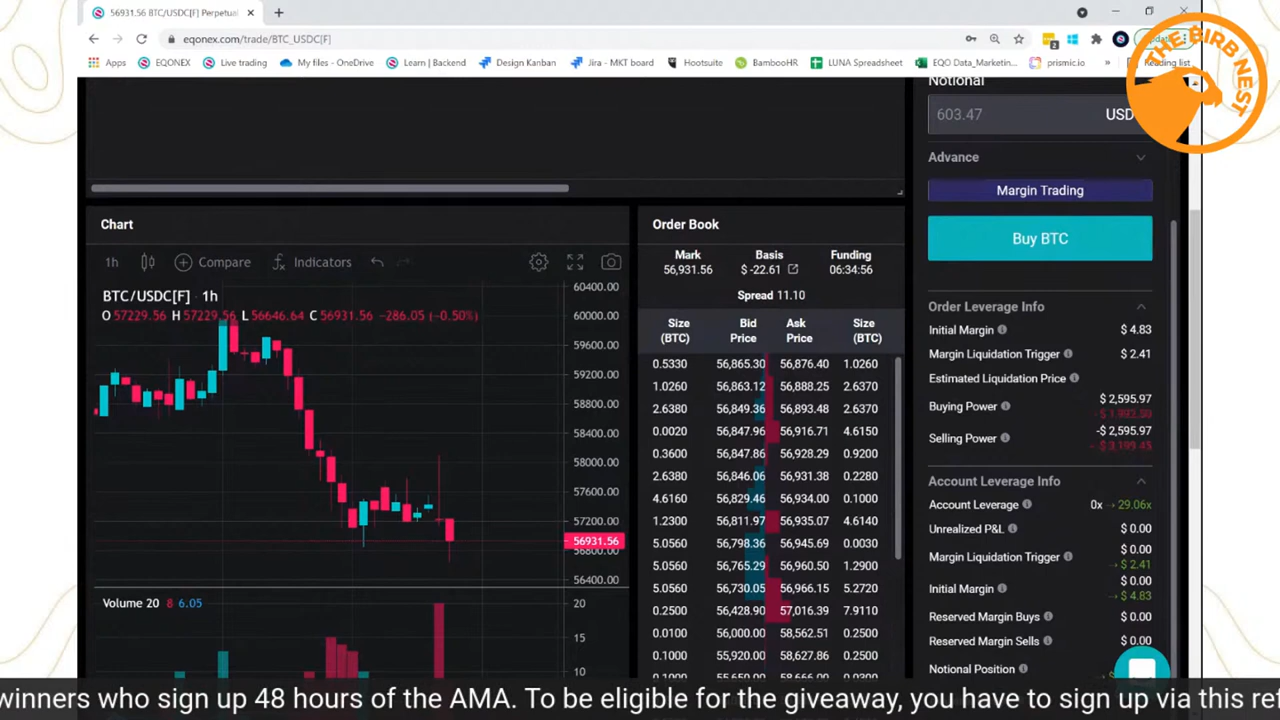 56931.56 BTC/USDC[F] Perpetual
eqonex.com/trade/BTC_USDC[F]
Apps EQONEX Live trading My files - OneDrive Learn | Backer Design Kanban Jira - MKT board Hootsuite BambooHR LUNA Spreadsheet EQO Data_Marketin... prismic.io » Reading list
THE BIRB NEST
Notional
603.47 USD
Advance
Margin Trading
Buy BTC
Chart
1h Compare Indicators
BTC/USDC[F] · 1h
O 57229.56 H 57229.56 L 56646.64 C 56931.56 -286.05 (-0.50%)
60400.00
60000.00
59600.00
59200.00
58800.00
58400.00
58000.00
57600.00
57200.00
56931.56
56800.00
56400.00
Volume 20 8 6.05
20
15
10
Order Book
Mark Basis Funding
56,931.56 $ -22.61 06:34:56
Spread 11.10
Size (BTC) Bid Price Ask Price Size (BTC)
0.5330 56,865.30 56,876.40 1.0260
1.0260 56,863.12 56,888.25 2.6370
2.6380 56,849.36 56,893.48 2.6370
0.0020 56,847.96 56,916.71 4.6150
0.3600 56,847.86 56,928.29 0.9200
2.6380 56,846.06 56,931.38 0.2280
4.6160 56,829.46 56,934.00 0.1000
1.2300 56,811.97 56,935.07 4.6140
5.0560 56,798.36 56,945.69 0.0030
5.0560 56,765.29 56,960.50 1.2900
5.0560 56,730.05 56,966.15 5.2720
0.2500 56,428.90 57,016.39 7.9110
0.0100 56,000.00 58,562.51 0.2500
0.1000 55,920.00 58,627.86 0.2500
Order Leverage Info
Initial Margin $ 4.83
Margin Liquidation Trigger $ 2.41
Estimated Liquidation Price
Buying Power $ 2,595.97
Selling Power -$ 2,595.97
Account Leverage Info
Account Leverage 0x → 29.06x
Unrealized P&L $ 0.00
Margin Liquidation Trigger $ 0.00
→ $ 2.41
Initial Margin $ 0.00
→ $ 4.83
Reserved Margin Buys $ 0.00
Reserved Margin Sells $ 0.00
Notional Position
winners who sign up 48 hours of the AMA. To be eligible for the giveaway, you have to sign up via this ref